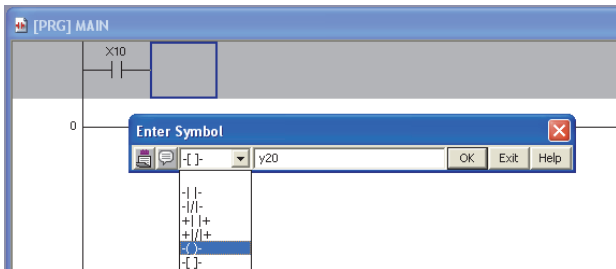 [PRG] MAIN
X10
0
Enter Symbol
-[ ]- y20 OK Exit Help
-| |-
-|/|-
+| |+
+|/|+
-( )-
-[ ]-